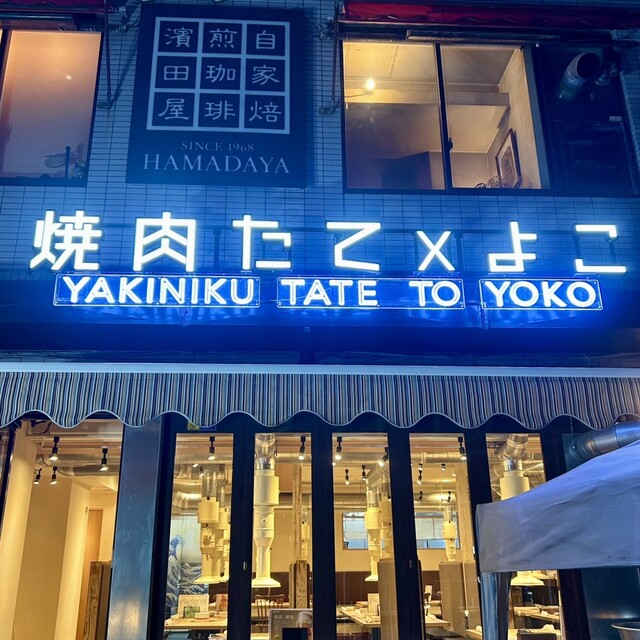 自家焙
煎珈琲
濱田屋
SINCE 1968
HAMADAYA
焼肉たて×よこ
YAKINIKU TATE TO YOKO